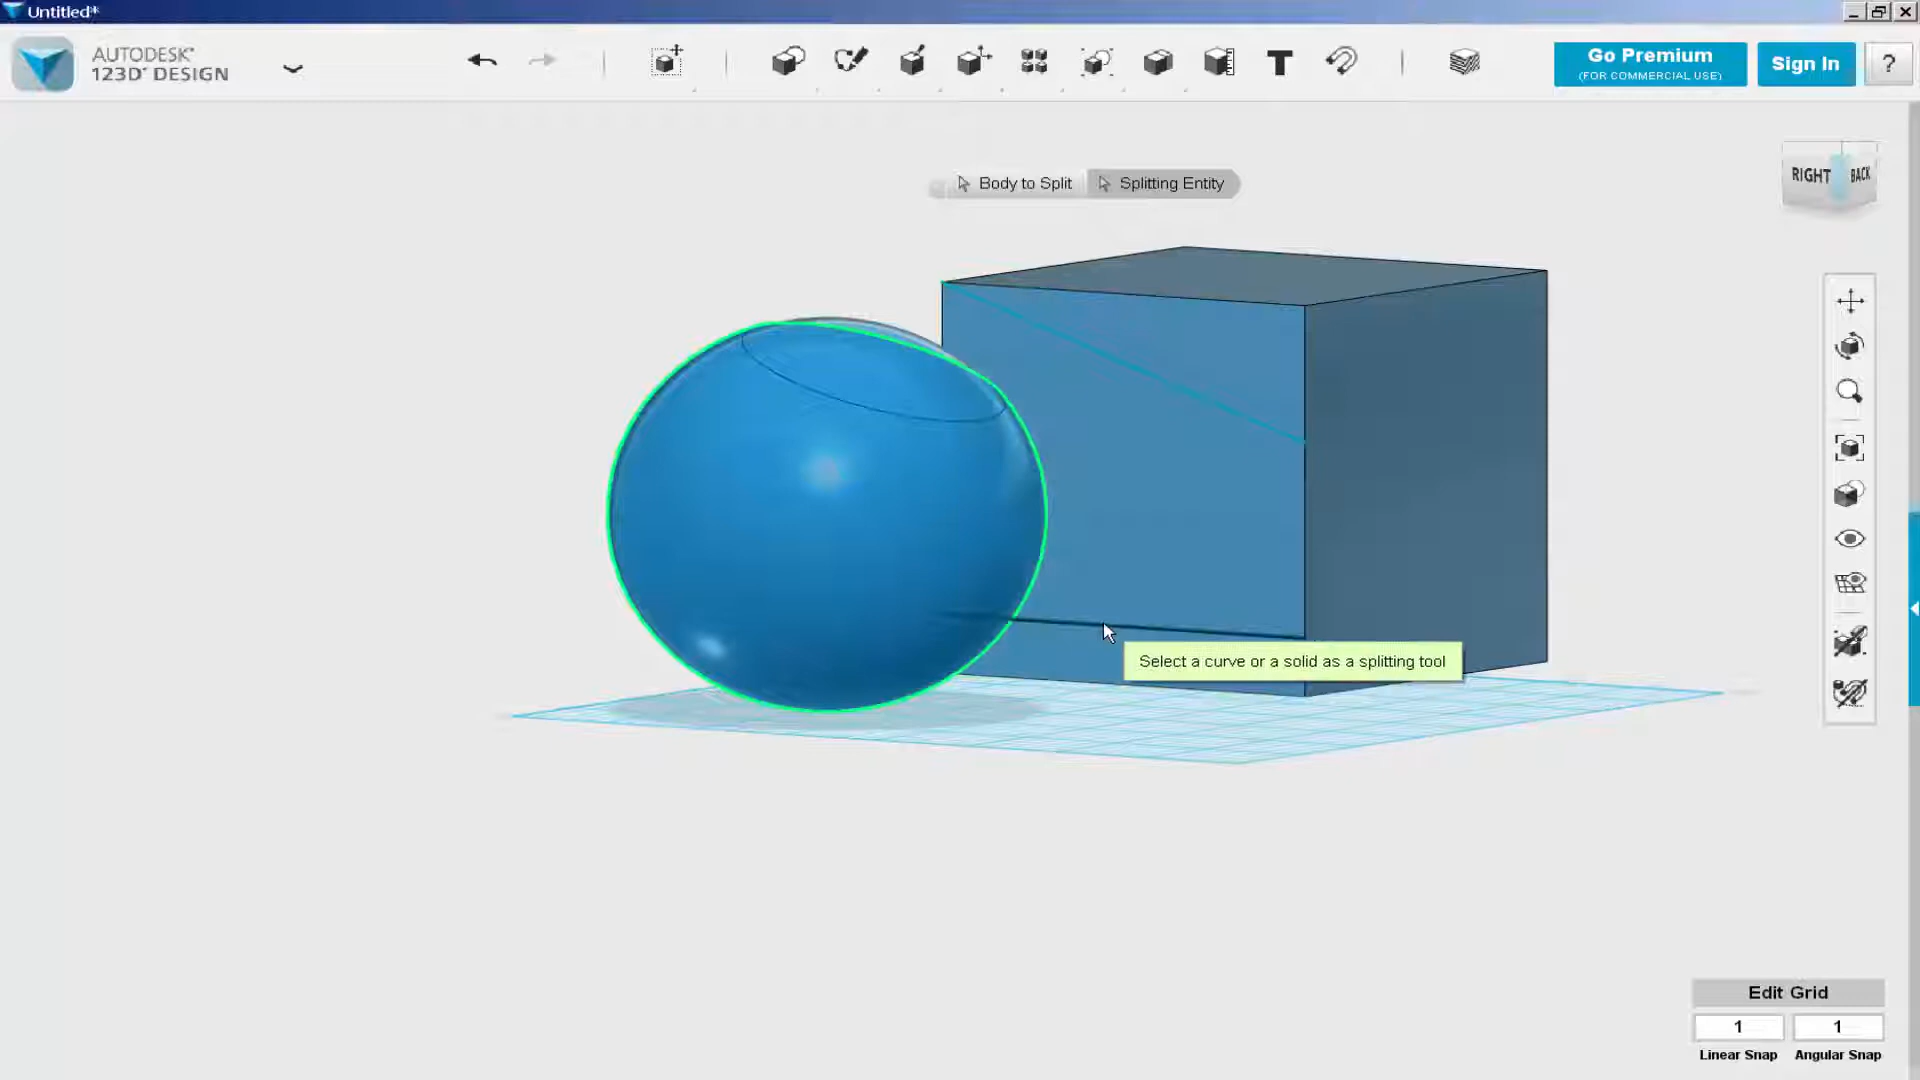 Untitled*
AUTODESK®
123D® DESIGN
Go Premium
(FOR COMMERCIAL USE)
Sign In
?
Body to Split
Splitting Entity
RIGHT
BACK
Select a curve or a solid as a splitting tool
Edit Grid
1
1
Linear Snap
Angular Snap